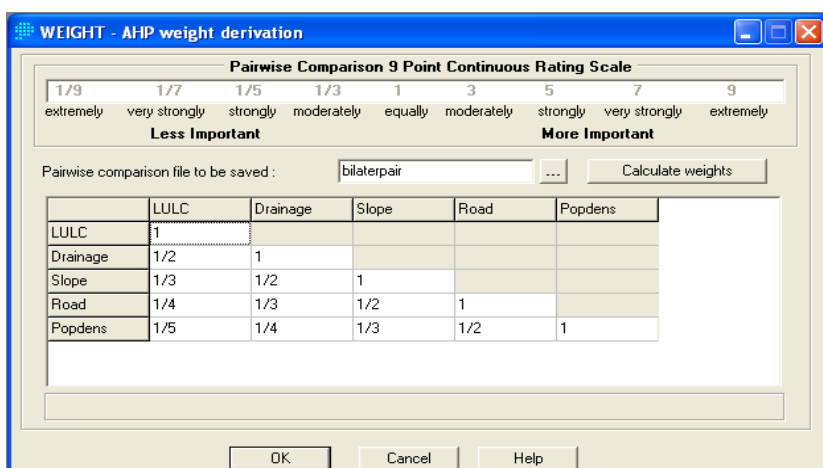 WEIGHT - AHP weight derivation
Pairwise Comparison 9 Point Continuous Rating Scale
1/9 1/7 1/5 1/3 1 3 5 7 9
extremely very strongly strongly moderately equally moderately strongly very strongly extremely
Less Important More Important
Pairwise comparison file to be saved : bilaterpair ... Calculate weights
LULC Drainage Slope Road Popdens
LULC 1
Drainage 1/2 1
Slope 1/3 1/2 1
Road 1/4 1/3 1/2 1
Popdens 1/5 1/4 1/3 1/2 1
OK Cancel Help